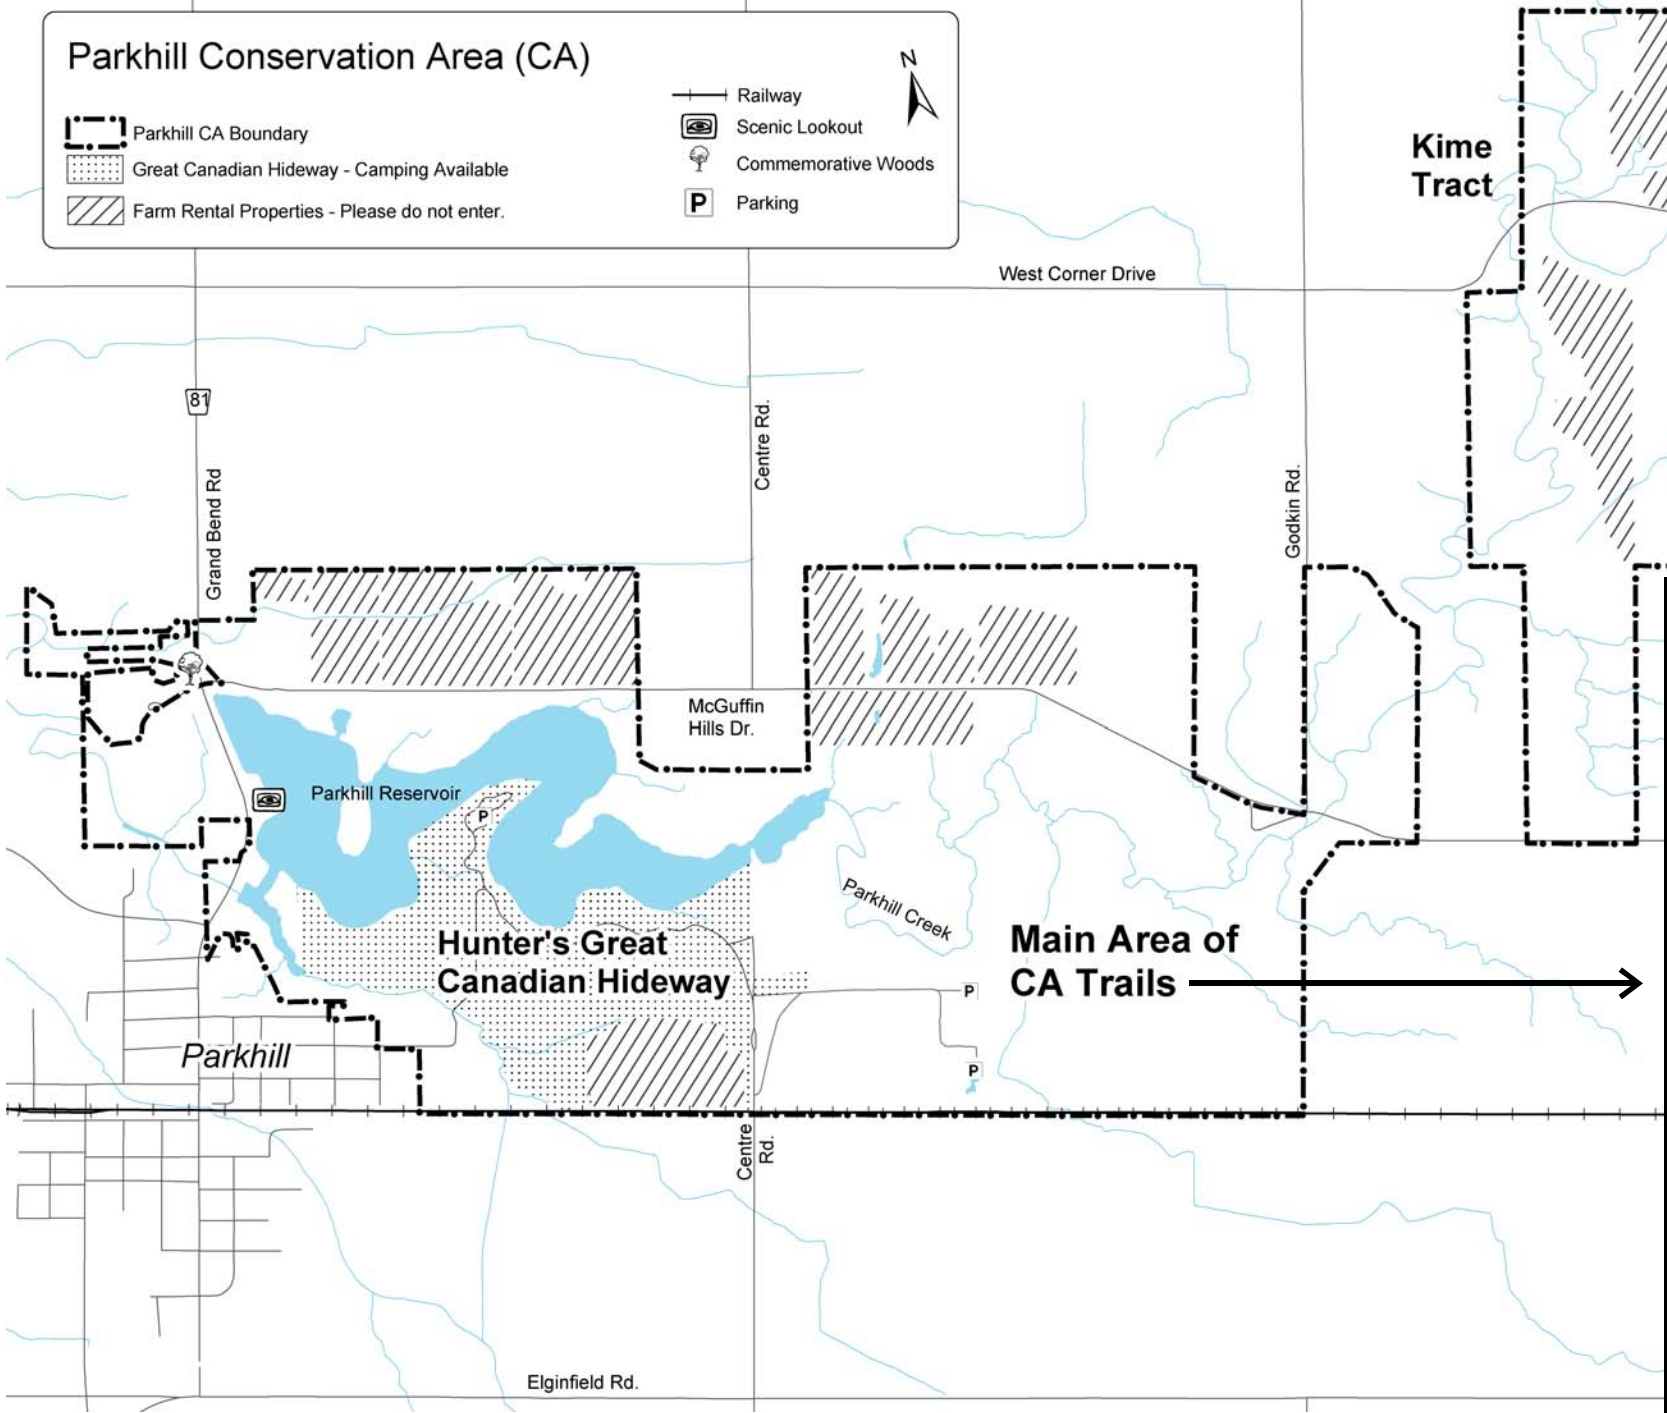 Parkhill Conservation Area (CA)
N
Parkhill CA Boundary
Great Canadian Hideway - Camping Available
Farm Rental Properties - Please do not enter.
Railway
Scenic Lookout
Commemorative Woods
P Parking
Kime
Tract
West Corner Drive
81
Grand Bend Rd
Centre Rd.
Godkin Rd.
McGuffin
Hills Dr.
Parkhill Reservoir
P
Parkhill Creek
Hunter's Great
Canadian Hideway
Main Area of
CA Trails
P
P
Parkhill
Centre
Rd.
Elginfield Rd.